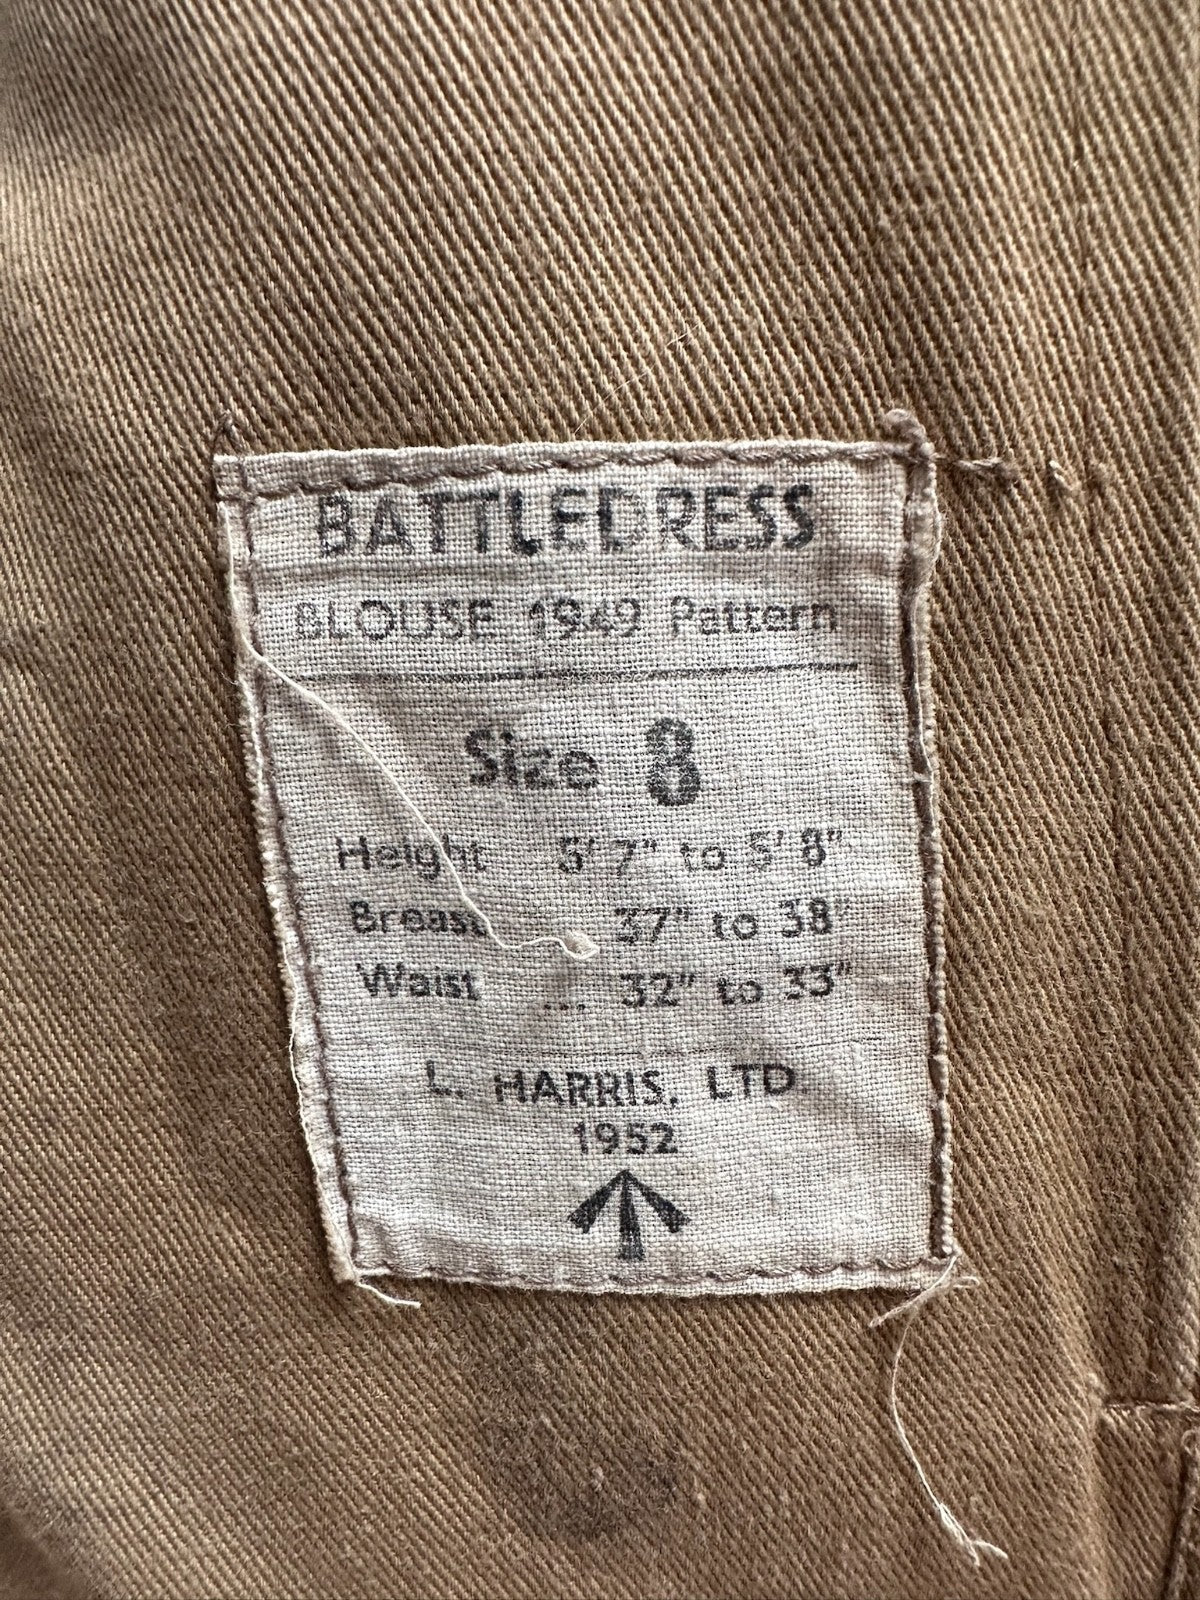 BATTLEDRESS
BLOUSE 1949 Pattern
Size 8
Height 5' 7" to 5' 8"
Breast 37" to 38"
Waist ... 32" to 33"
L. HARRIS, LTD.
1952